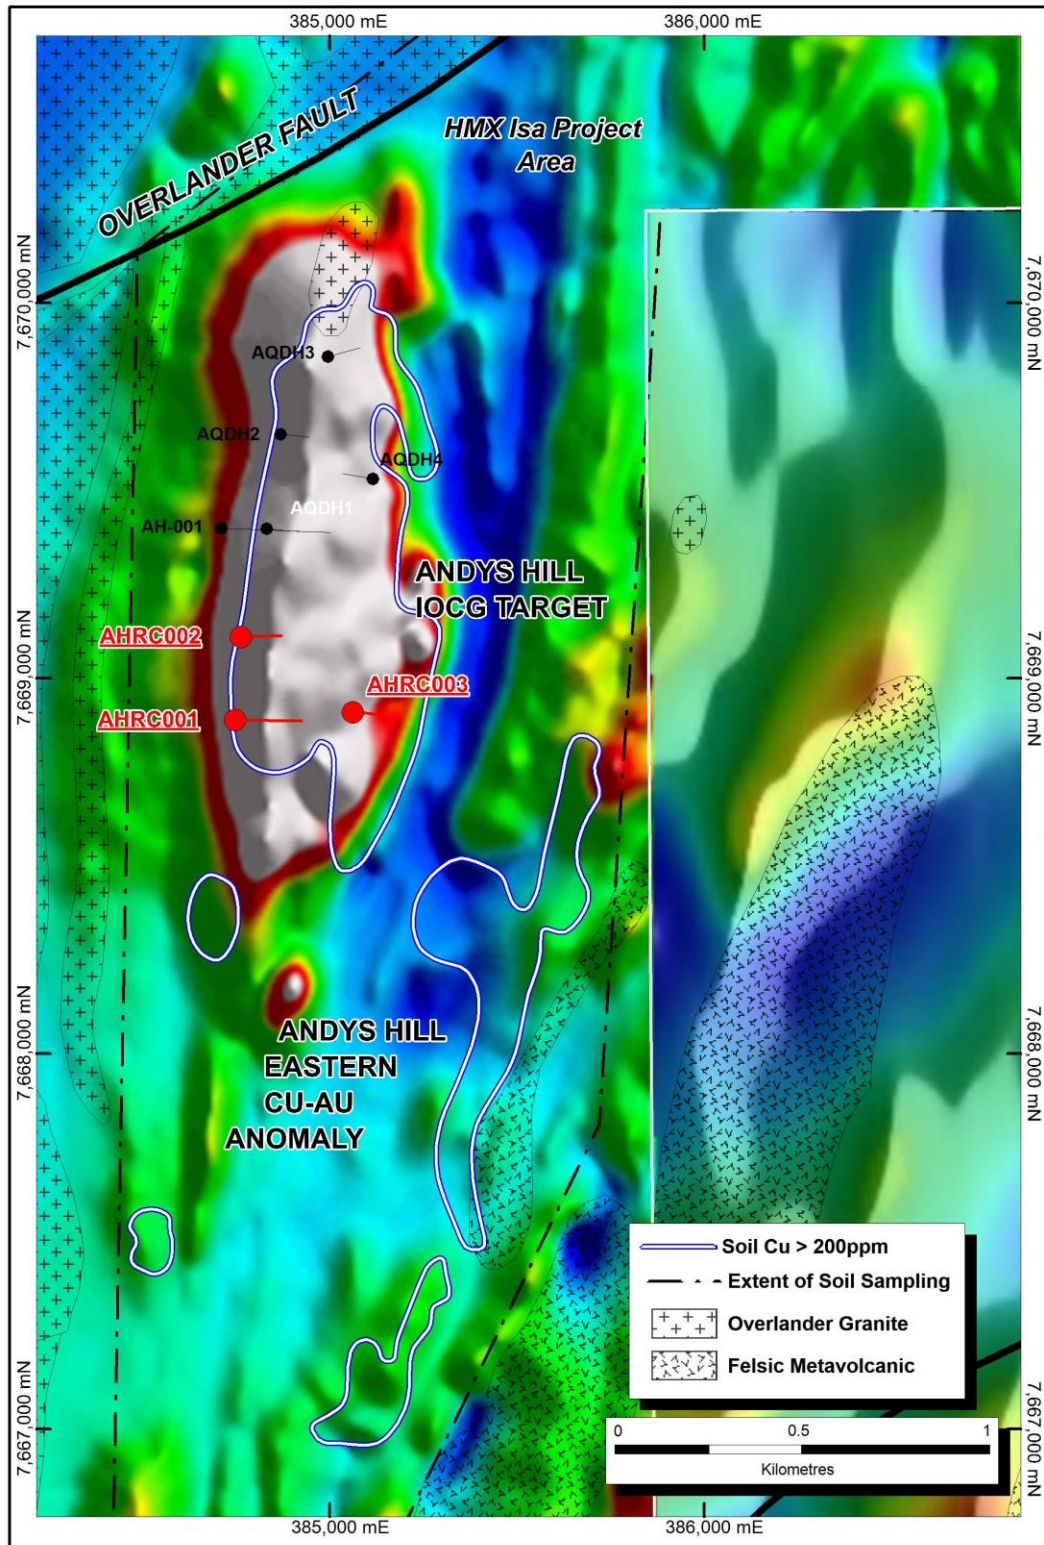 385,000 mE
386,000 mE
OVERLANDER FAULT
HMX Isa Project
Area
7,670,000 mN
7,670,000 mN
AQDH3
AQDH2
AQDH4
AQDH1
AH-001
ANDYS HILL
IOCG TARGET
AHRC002
AHRC003
AHRC001
7,669,000 mN
7,669,000 mN
ANDYS HILL
EASTERN
CU-AU
ANOMALY
7,668,000 mN
7,668,000 mN
Soil Cu > 200ppm
Extent of Soil Sampling
Overlander Granite
Felsic Metavolcanic
0 0.5 1
Kilometres
7,667,000 mN
7,667,000 mN
385,000 mE
386,000 mE